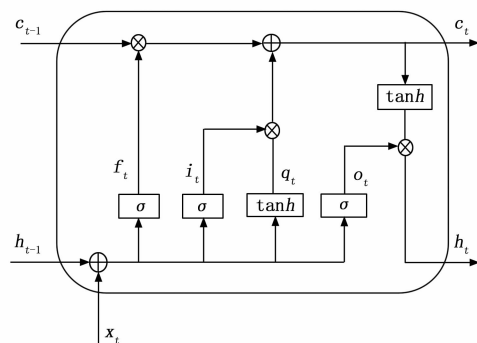 c_{t-1} c_t
tanh
f_t i_t q_t o_t
σ σ tanh σ
h_{t-1} h_t
x_t